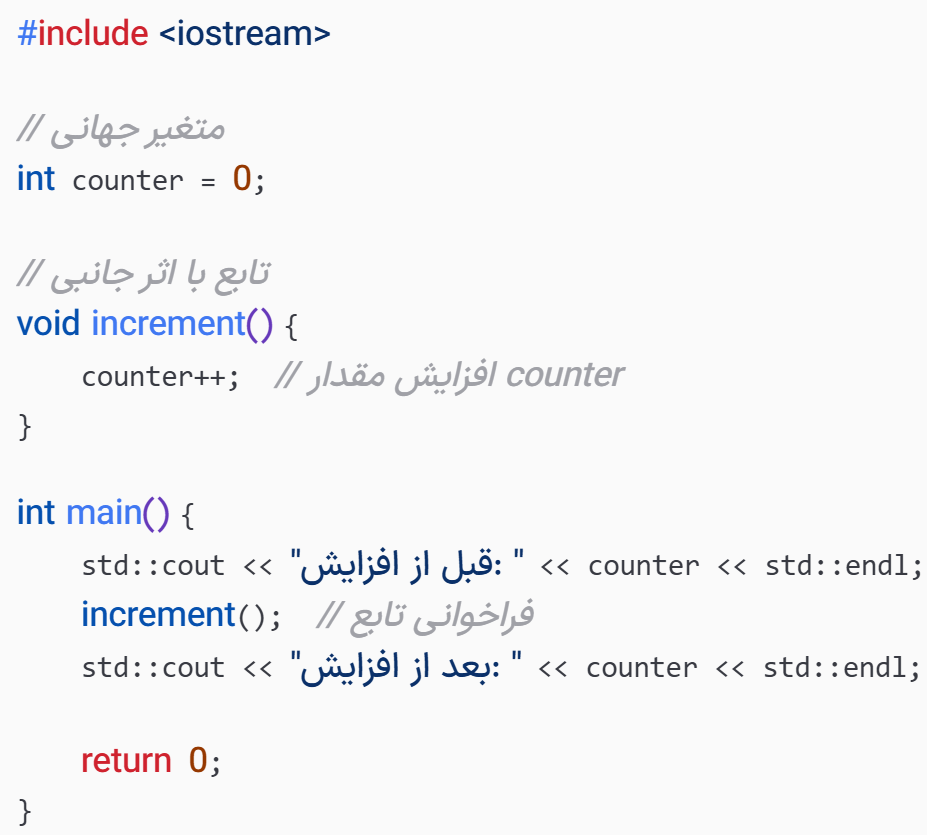 #include <iostream>
// متغیر جهانی
int counter = 0;
// تابع با اثر جانبی
void increment() {
counter++; // افزایش مقدار counter
}
int main() {
std::cout << "قبل از افزایش: " << counter << std::endl;
increment(); // فراخوانی تابع
std::cout << "بعد از افزایش: " << counter << std::endl;
return 0;
}